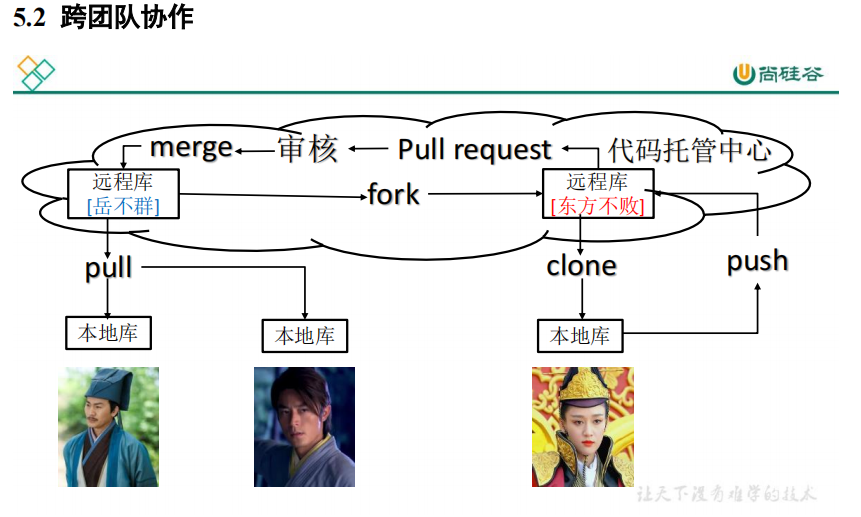 5.2 跨团队协作
尚硅谷
merge
审核
Pull request
代码托管中心
远程库
[岳不群]
fork
远程库
[东方不败]
pull
clone
push
本地库
本地库
本地库
让天下没有难学的技术